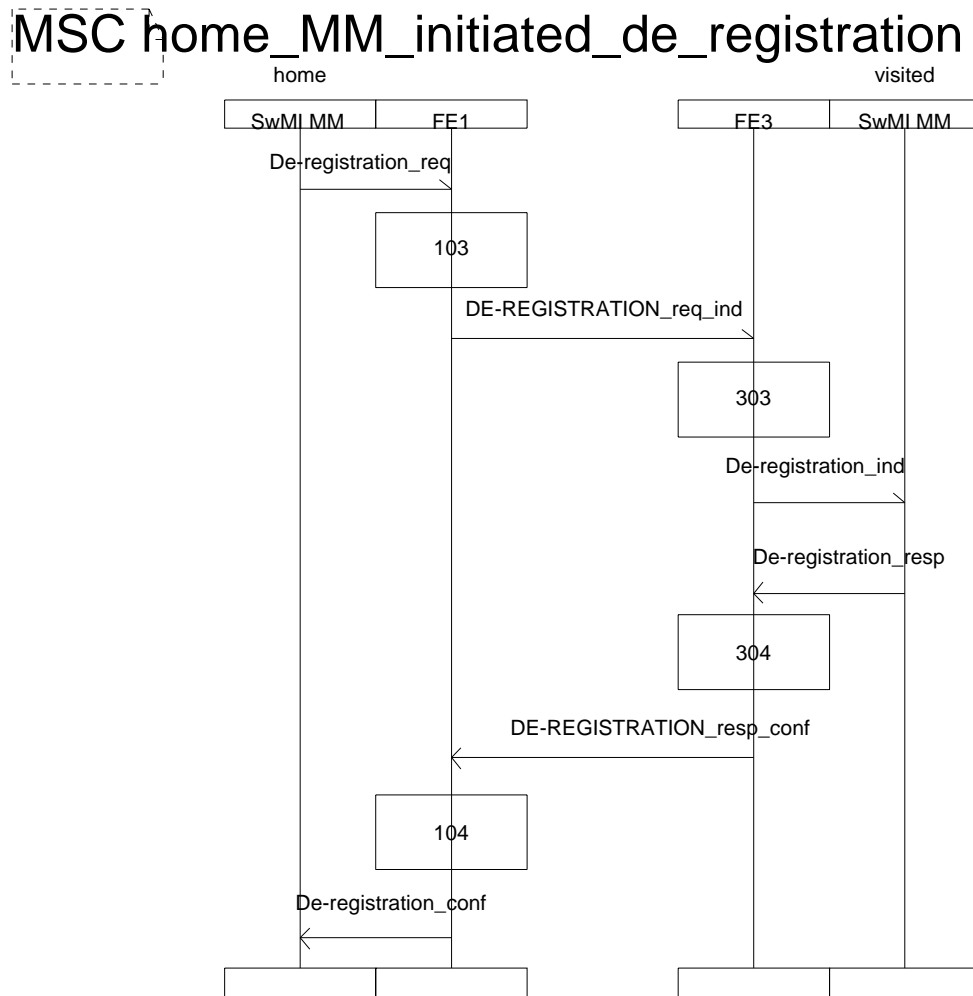 MSC home_MM_initiated_de_registration
home visited
SwMI MM FE1 FE3 SwMI MM
De-registration_req
103
DE-REGISTRATION_req_ind
303
De-registration_ind
De-registration_resp
304
DE-REGISTRATION_resp_conf
104
De-registration_conf